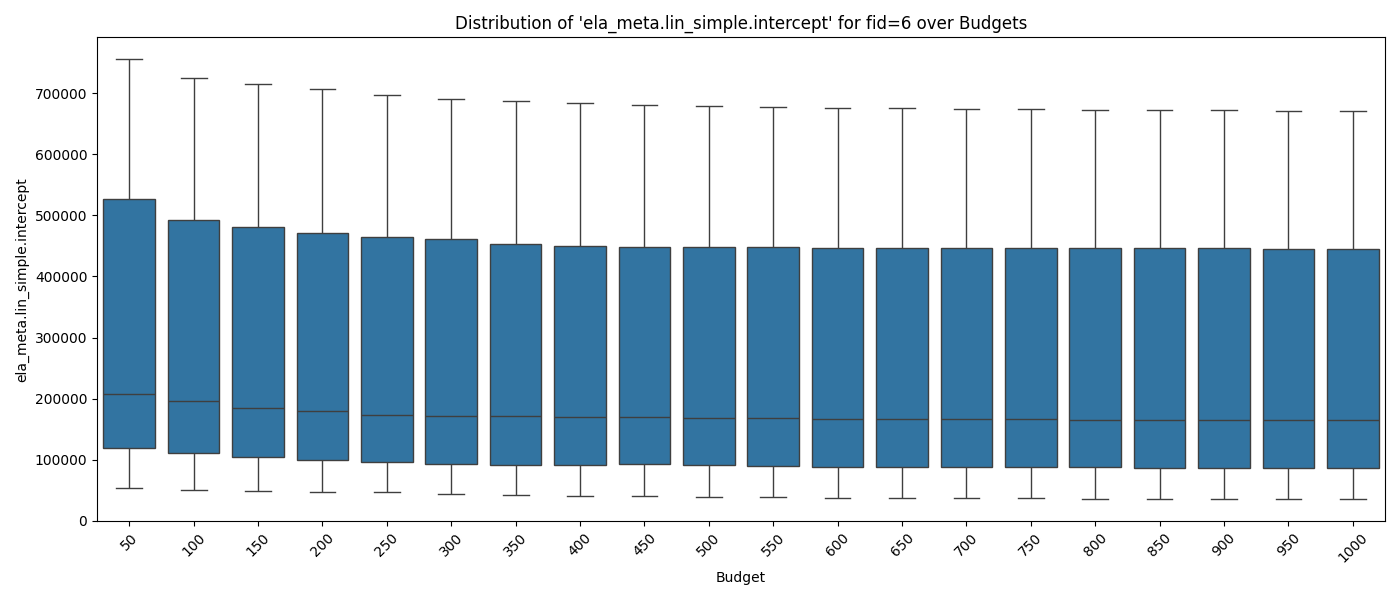 Distribution of 'ela_meta.lin_simple.intercept' for fid=6 over Budgets
ela_meta.lin_simple.intercept
700000
600000
500000
400000
300000
200000
100000
0
50 100 150 200 250 300 350 400 450 500 550 600 650 700 750 800 850 900 950 1000
Budget